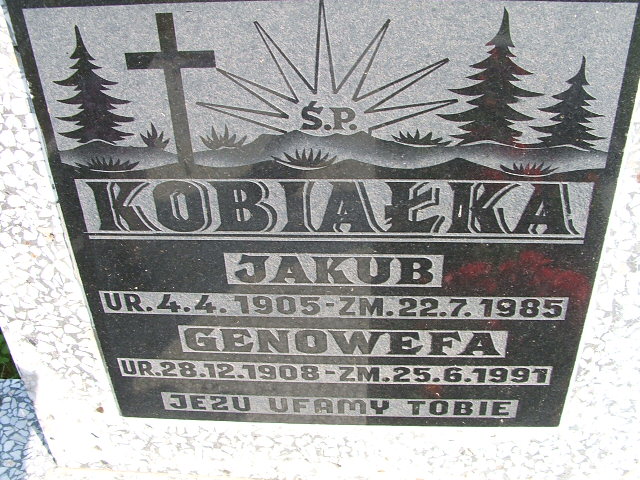 Ś.P.
KOBIAŁKA
JAKUB
UR. 4. 4. 1905 - ZM. 22. 7. 1985
GENOWEFA
UR. 28. 12. 1908 - ZM. 25. 6. 1991
JEZU UFAMY TOBIE